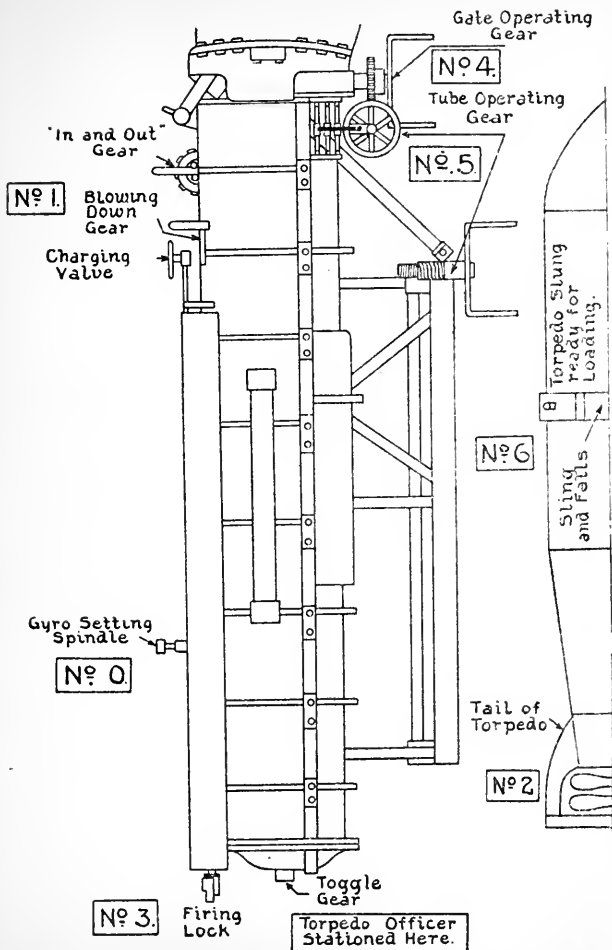 Gate Operating
Gear
Nº 4.
Tube Operating
Gear
Nº. 5.
"In and Out"
Gear
Nº 1.
Blowing
Down
Gear
Charging
Valve
Torpedo Slung
ready for
Loading.
B
Nº 6
Sling
and Falls
Gyro Setting
Spindle
Nº 0.
Tail of
Torpedo
Nº 2
Toggle
Gear
Nº 3.
Firing
Lock
Torpedo Officer
Stationed Here.